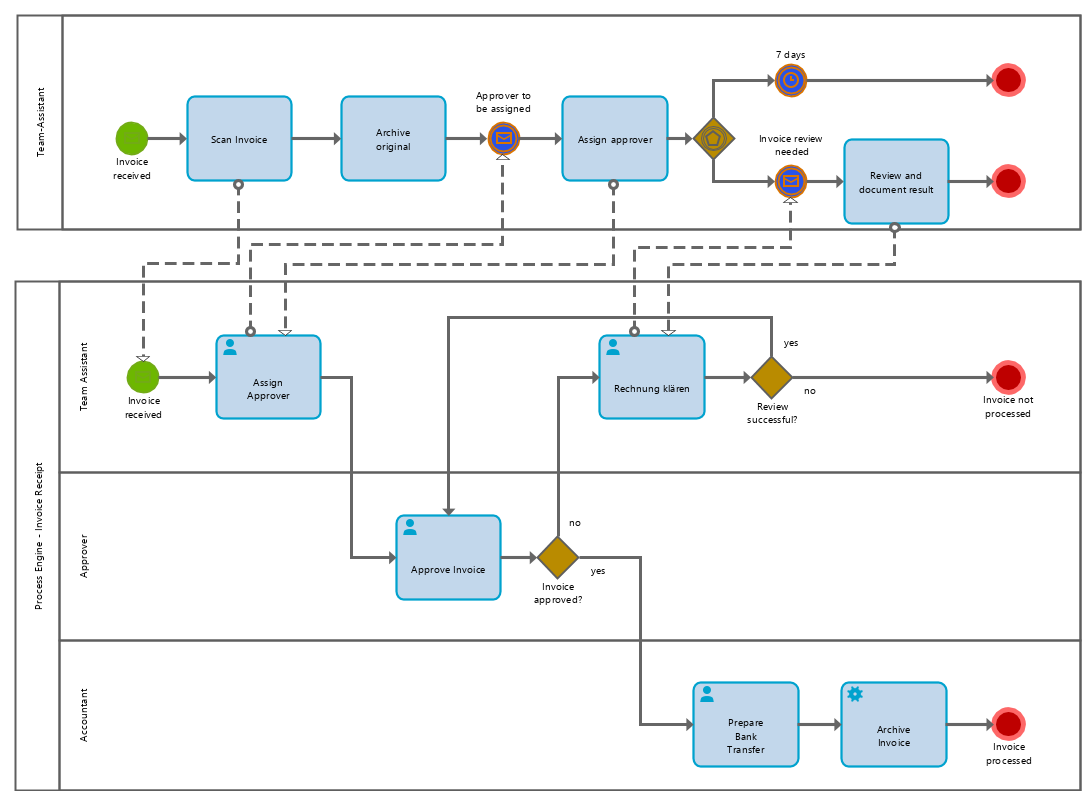 Team-Assistant
Invoice
received
Scan Invoice
Archive
original
Approver to
be assigned
Assign approver
7 days
Invoice review
needed
Review and
document result
Process Engine - Invoice Receipt
Team Assistant
Invoice
received
Assign
Approver
Rechnung klären
yes
no
Review
successful?
Invoice not
processed
Approver
Approve Invoice
no
yes
Invoice
approved?
Accountant
Prepare
Bank
Transfer
Archive
Invoice
Invoice
processed